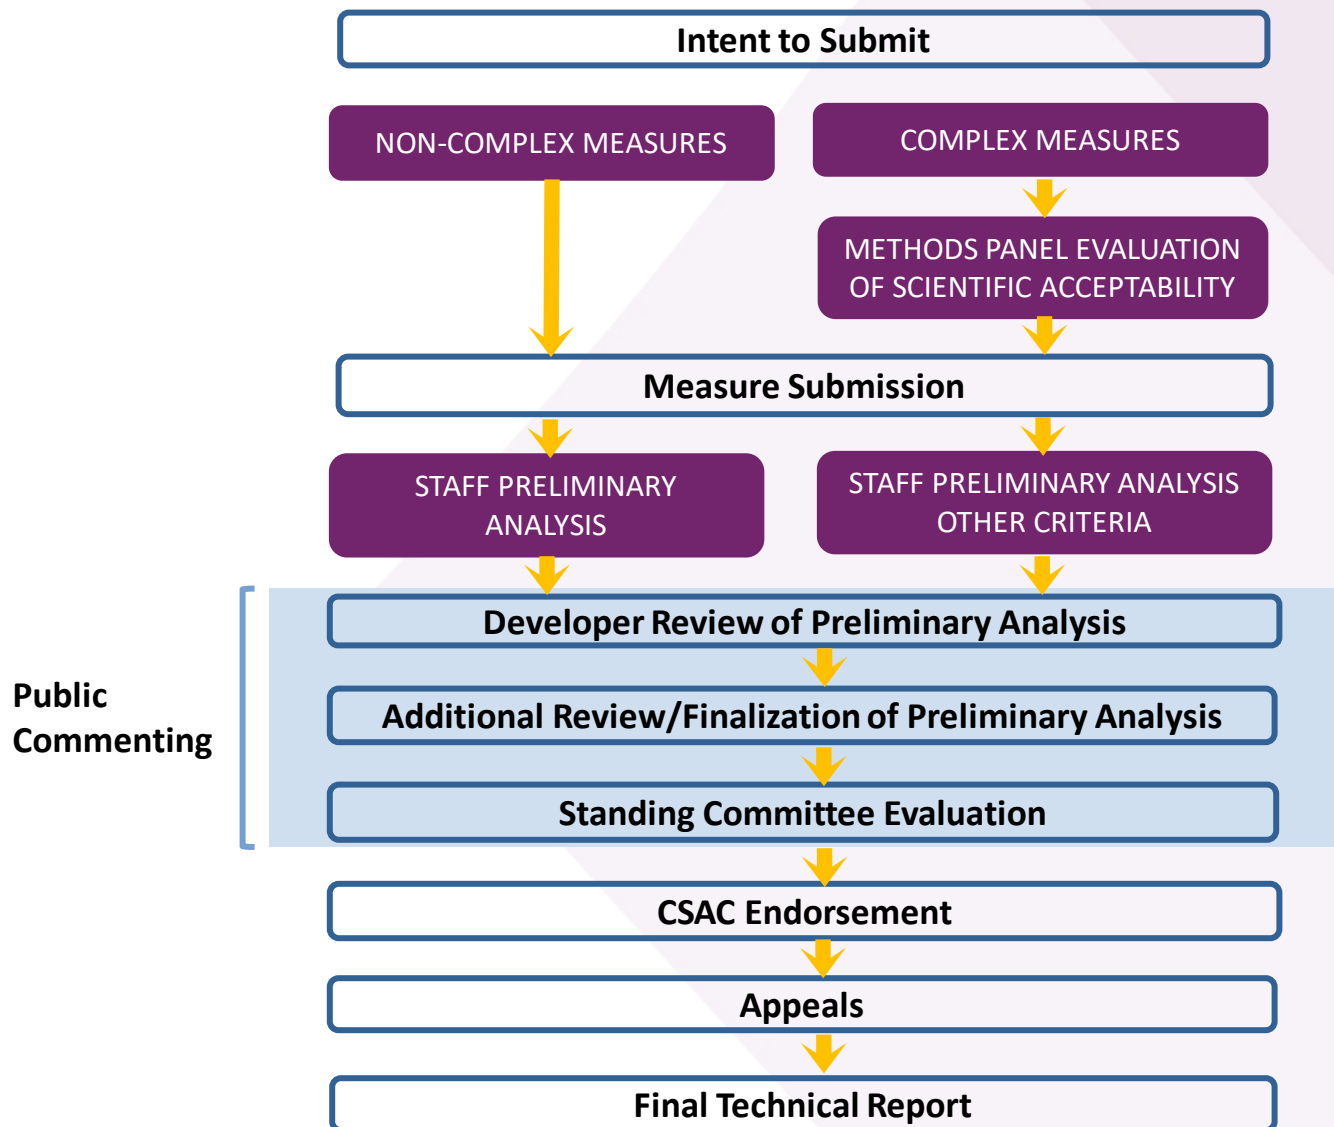 Intent to Submit
NON-COMPLEX MEASURES
COMPLEX MEASURES
METHODS PANEL EVALUATION
OF SCIENTIFIC ACCEPTABILITY
Measure Submission
STAFF PRELIMINARY
ANALYSIS
STAFF PRELIMINARY ANALYSIS
OTHER CRITERIA
Public
Commenting
Developer Review of Preliminary Analysis
Additional Review/Finalization of Preliminary Analysis
Standing Committee Evaluation
CSAC Endorsement
Appeals
Final Technical Report